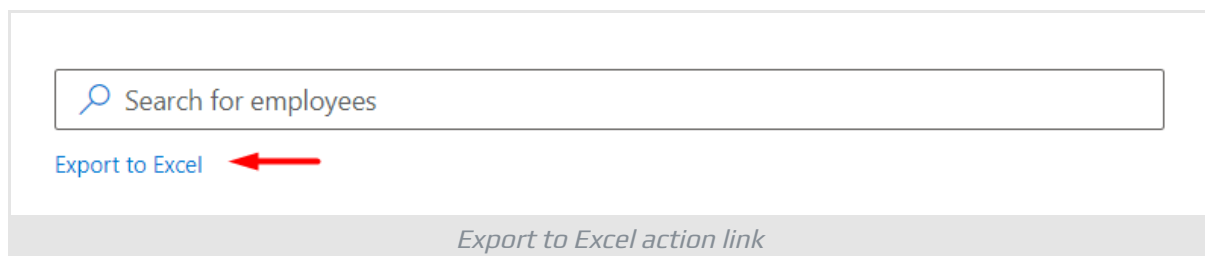 Search for employees
Export to Excel
Export to Excel action link